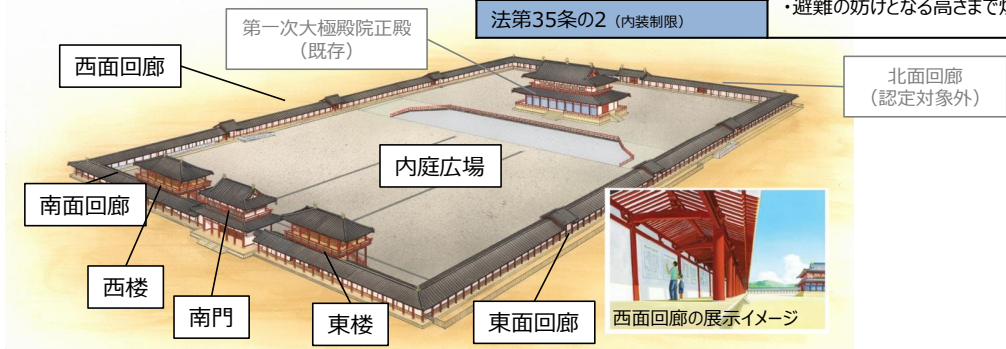 法第35条の2 (内装制限)
・避難の妨げとなる高さまで
第一次大極殿院正殿
(既存)
西面回廊
北面回廊
(認定対象外)
内庭広場
南面回廊
西楼
南門
東楼
東面回廊
西面回廊の展示イメージ